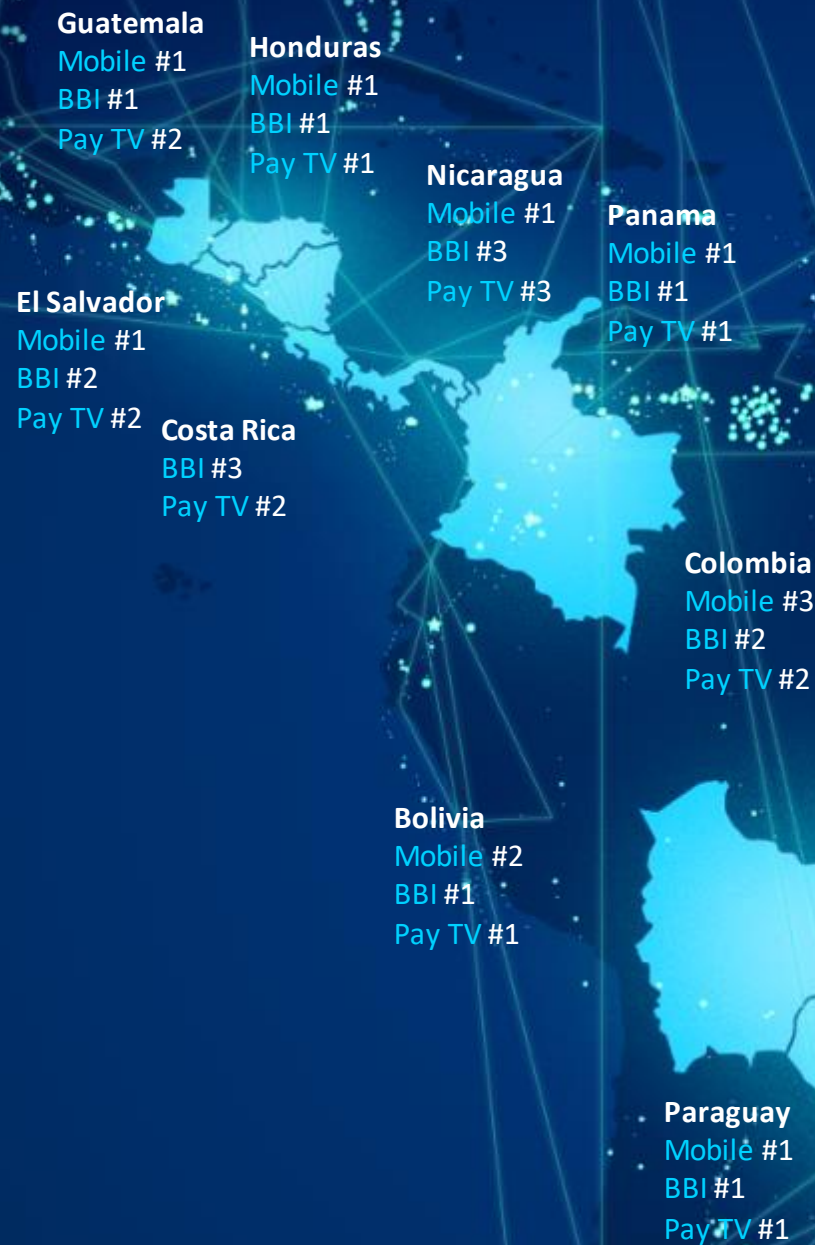 Guatemala
Mobile #1
BBI #1
Pay TV #2
Honduras
Mobile #1
BBI #1
Pay TV #1
Nicaragua
Mobile #1
BBI #3
Pay TV #3
Panama
Mobile #1
BBI #1
Pay TV #1
El Salvador
Mobile #1
BBI #2
Pay TV #2
Costa Rica
BBI #3
Pay TV #2
Colombia
Mobile #3
BBI #2
Pay TV #2
Bolivia
Mobile #2
BBI #1
Pay TV #1
Paraguay
Mobile #1
BBI #1
Pay TV #1